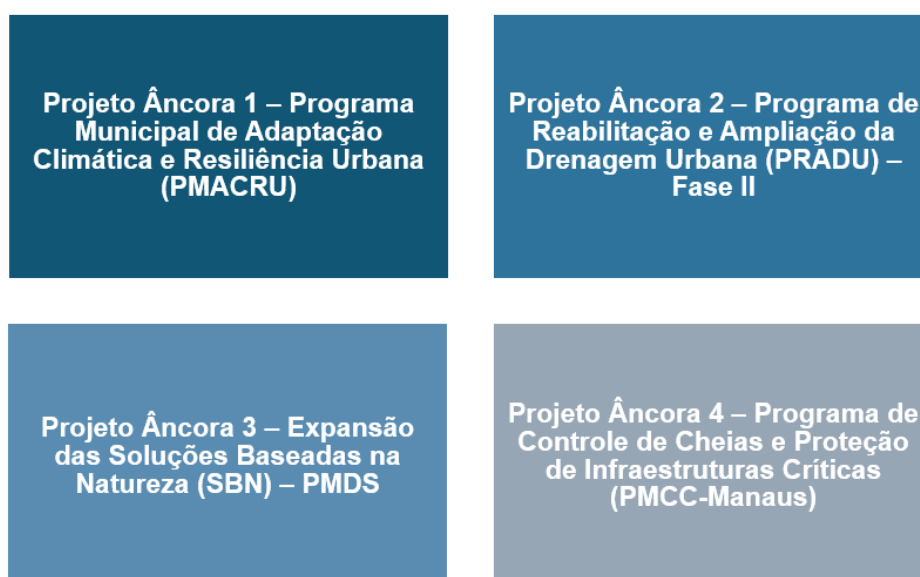 Projeto Âncora 1 – Programa
Municipal de Adaptação
Climática e Resiliência Urbana
(PMACRU)
Projeto Âncora 2 – Programa de
Reabilitação e Ampliação da
Drenagem Urbana (PRADU) –
Fase II
Projeto Âncora 3 – Expansão
das Soluções Baseadas na
Natureza (SBN) – PMDS
Projeto Âncora 4 – Programa de
Controle de Cheias e Proteção
de Infraestruturas Críticas
(PMCC-Manaus)